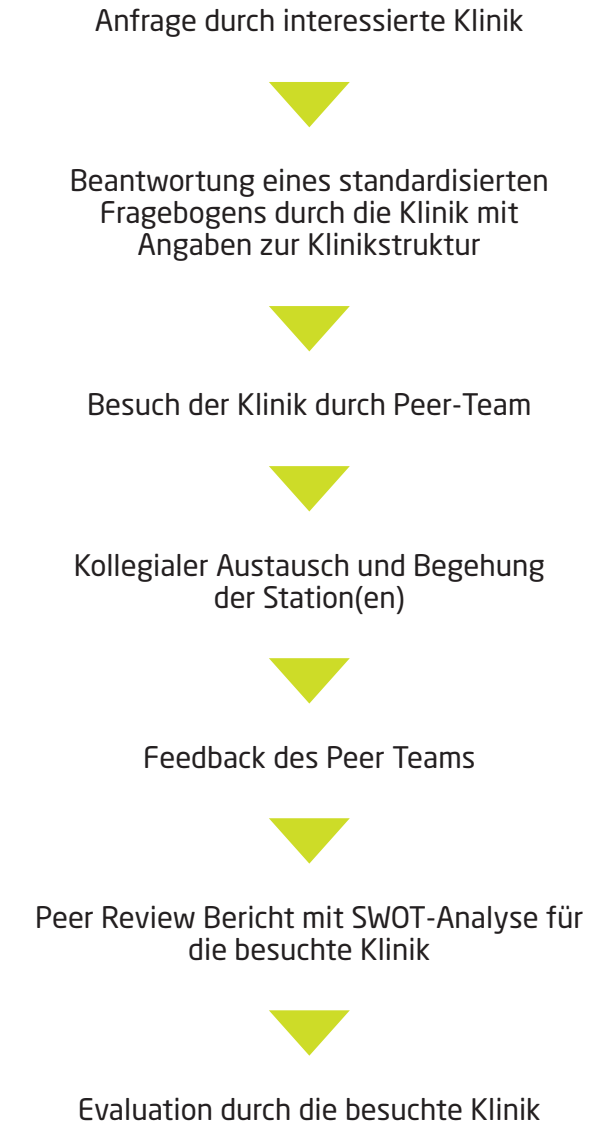 Anfrage durch interessierte Klinik
Beantwortung eines standardisierten
Fragebogens durch die Klinik mit
Angaben zur Klinikstruktur
Besuch der Klinik durch Peer-Team
Kollegialer Austausch und Begehung
der Station(en)
Feedback des Peer Teams
Peer Review Bericht mit SWOT-Analyse für
die besuchte Klinik
Evaluation durch die besuchte Klinik